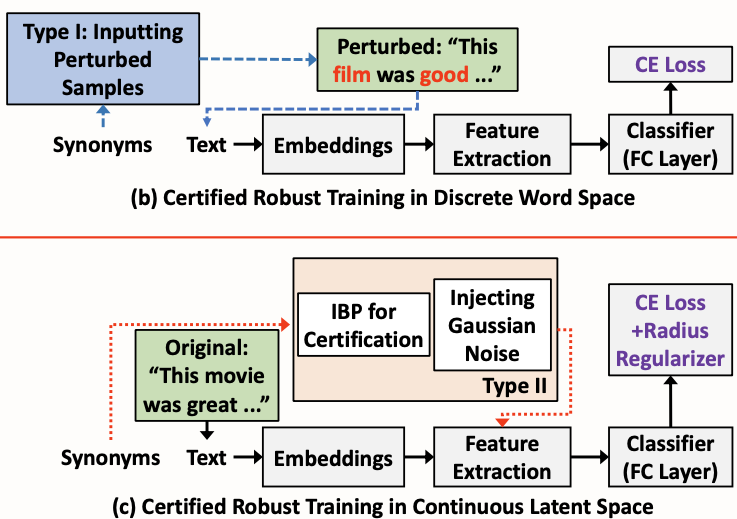 Type I: Inputting
Perturbed
Samples
Perturbed: “This
film was good ...”
CE Loss
Synonyms
Text
Embeddings
Feature
Extraction
Classifier
(FC Layer)
(b) Certified Robust Training in Discrete Word Space
IBP for
Certification
Injecting
Gaussian
Noise
Type II
CE Loss
+Radius
Regularizer
Original:
“This movie
was great ...”
Synonyms
Text
Embeddings
Feature
Extraction
Classifier
(FC Layer)
(c) Certified Robust Training in Continuous Latent Space